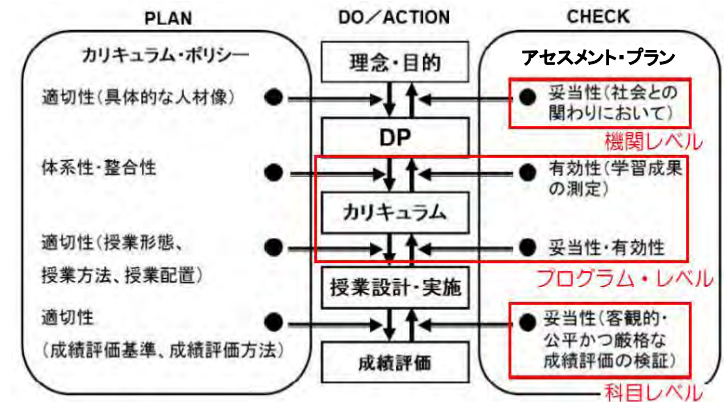 PLAN
DO／ACTION
CHECK
カリキュラム・ポリシー
適切性（具体的な人材像）
体系性・整合性
適切性（授業形態、
授業方法、授業配置）
適切性
（成績評価基準、成績評価方法）
理念・目的
DP
カリキュラム
授業設計・実施
成績評価
アセスメント・プラン
妥当性（社会との
関わりにおいて）
機関レベル
有効性（学習成果
の測定）
妥当性・有効性
プログラム・レベル
妥当性（客観的・
公平かつ厳格な
成績評価の検証）
科目レベル